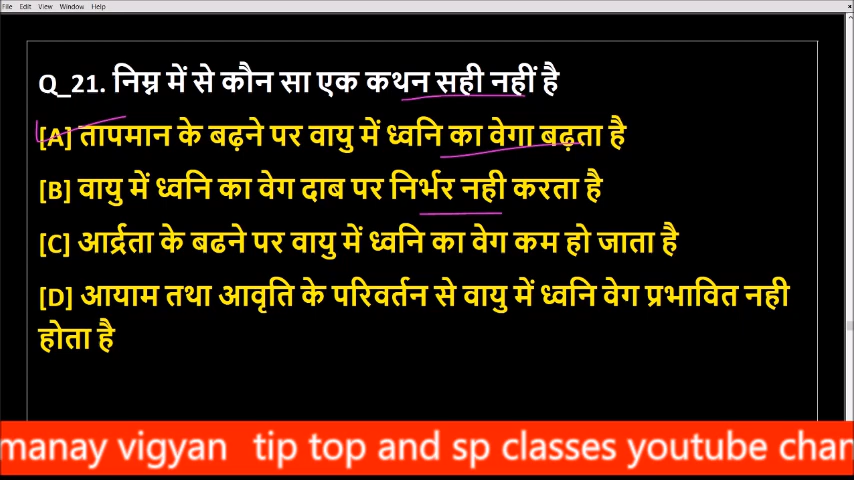 File Edit View Window Help
Q_21. निम्न में से कौन सा एक कथन सही नहीं है
[A] तापमान के बढ़ने पर वायु में ध्वनि का वेगा बढ़ता है
[B] वायु में ध्वनि का वेग दाब पर निर्भर नही करता है
[C] आर्द्रता के बढने पर वायु में ध्वनि का वेग कम हो जाता है
[D] आयाम तथा आवृति के परिवर्तन से वायु में ध्वनि वेग प्रभावित नही
होता है
manay vigyan tip top and sp classes youtube chan